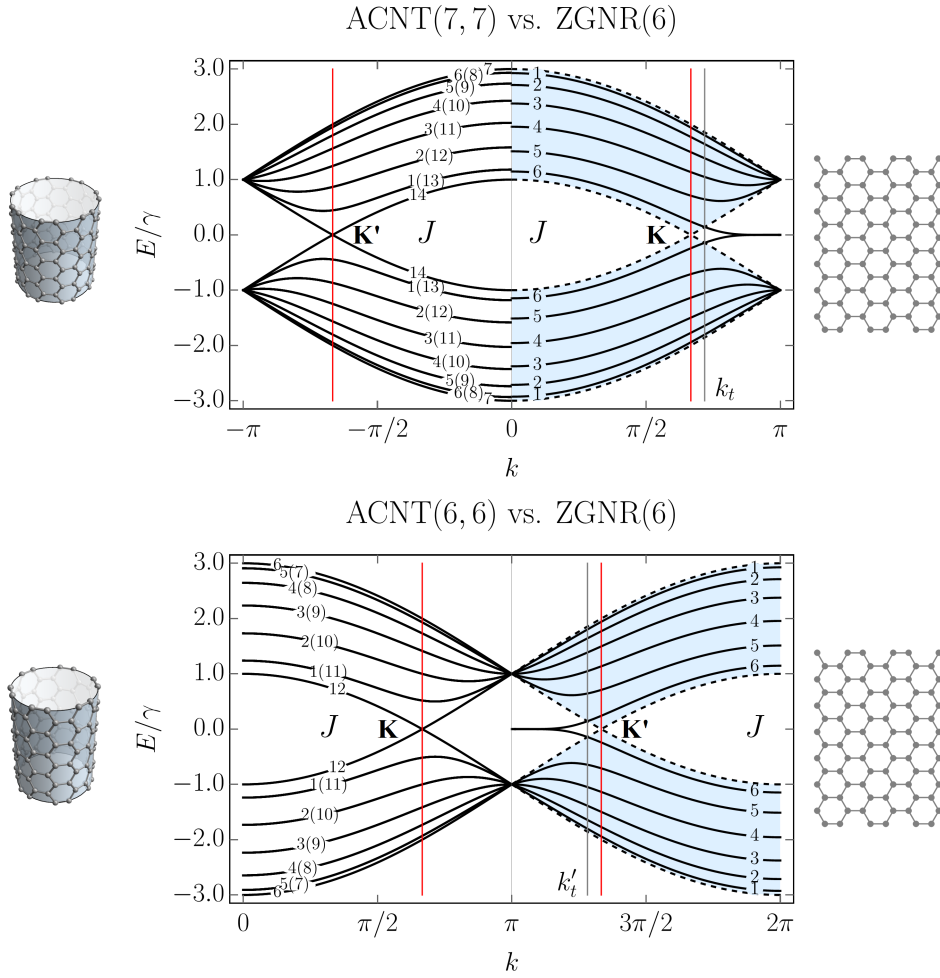 ACNT(7, 7) vs. ZGNR(6)
E/γ
3.0
2.0
1.0
0.0
−1.0
−2.0
−3.0
7
6(8)
5(9)
4(10)
3(11)
2(12)
1(13)
14
1
2
3
4
5
6
K'
J
J
K
14
1(13)
2(12)
3(11)
4(10)
5(9)
6(8)
7
6
5
4
3
2
1
k_t
−π
−π/2
0
π/2
π
k
ACNT(6, 6) vs. ZGNR(6)
E/γ
3.0
2.0
1.0
0.0
−1.0
−2.0
−3.0
6
5(7)
4(8)
3(9)
2(10)
1(11)
12
1
2
3
4
5
6
J
K
K'
J
12
1(11)
2(10)
3(9)
4(8)
5(7)
6
6
5
4
3
2
1
k′_t
0
π/2
π
3π/2
2π
k